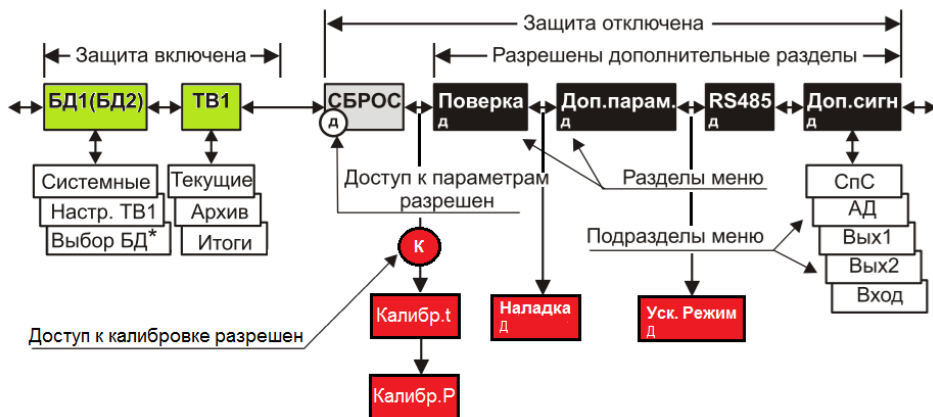 Защита отключена
Защита включена
Разрешены дополнительные разделы
БД1(БД2)
ТВ1
СБРОС
д
Поверка
д
Доп.парам.
д
RS485
д
Доп.сигн
д
Системные
Настр. ТВ1
Выбор БД*
Текущие
Архив
Итоги
Доступ к параметрам
разрешен
Разделы меню
Подразделы меню
СпС
АД
Вых1
Вых2
Вход
К
Доступ к калибровке разрешен
Калибр.t
Калибр.Р
Наладка
Д
Уск. Режим
Д